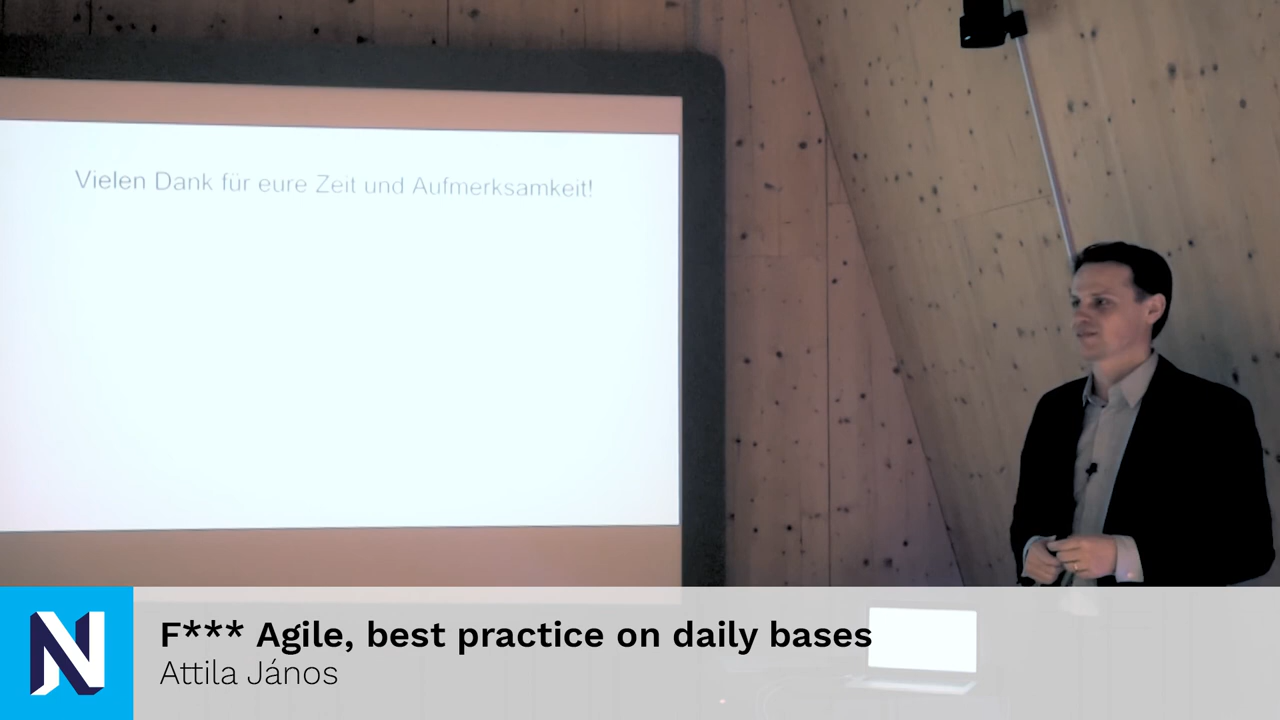 Vielen Dank für eure Zeit und Aufmerksamkeit!
N
F*** Agile, best practice on daily bases
Attila János